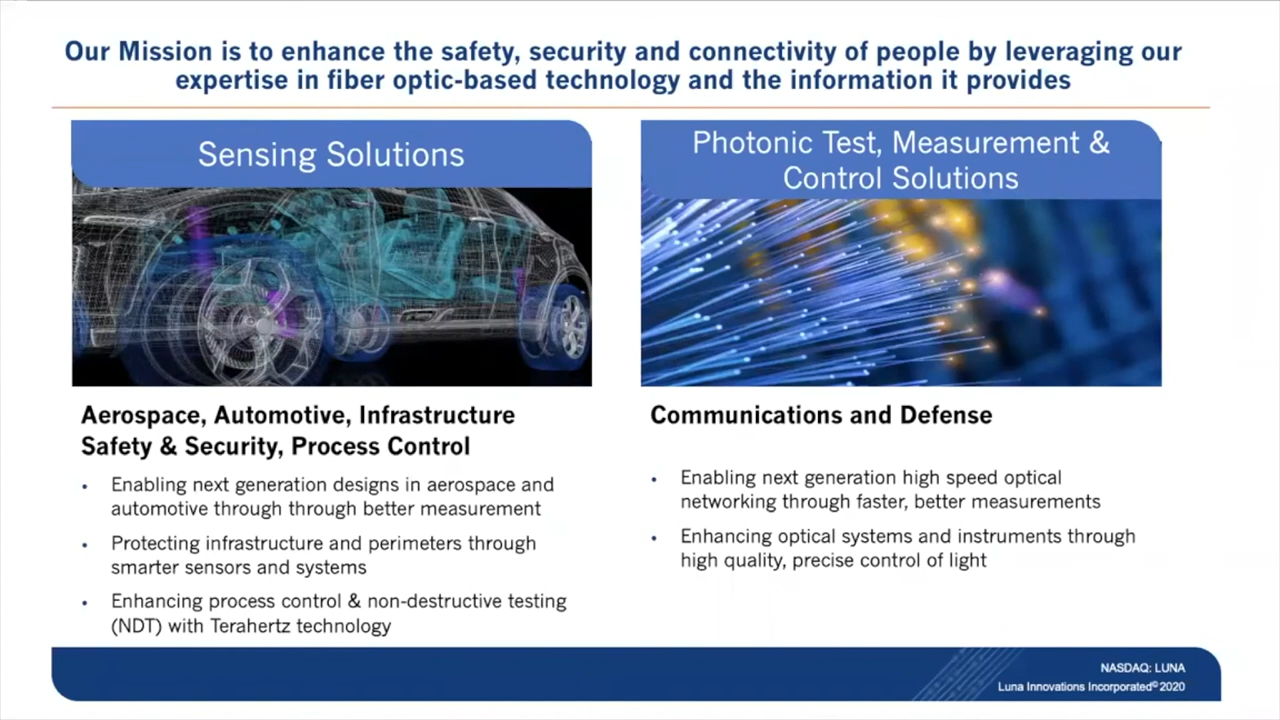 Our Mission is to enhance the safety, security and connectivity of people by leveraging our
expertise in fiber optic-based technology and the information it provides
Sensing Solutions
Aerospace, Automotive, Infrastructure
Safety & Security, Process Control
• Enabling next generation designs in aerospace and
automotive through through better measurement
• Protecting infrastructure and perimeters through
smarter sensors and systems
• Enhancing process control & non-destructive testing
(NDT) with Terahertz technology
Photonic Test, Measurement &
Control Solutions
Communications and Defense
• Enabling next generation high speed optical
networking through faster, better measurements
• Enhancing optical systems and instruments through
high quality, precise control of light
NASDAQ: LUNA
Luna Innovations Incorporated© 2020